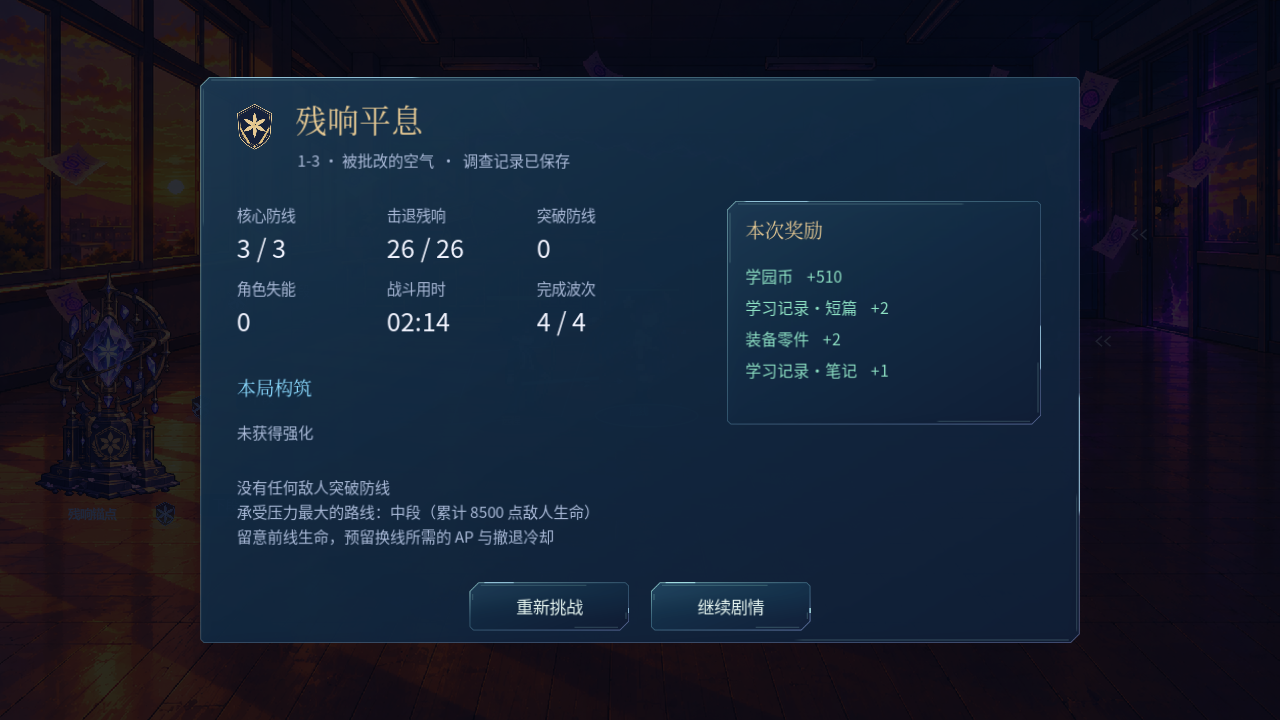 残响平息
1-3 · 被批改的空气 · 调查记录已保存
核心防线 击退残响 突破防线
3 / 3 26 / 26 0
角色失能 战斗用时 完成波次
0 02:14 4 / 4
本局构筑
未获得强化
没有任何敌人突破防线
承受压力最大的路线：中段（累计 8500 点敌人生命）
留意前线生命，预留换线所需的 AP 与撤退冷却
本次奖励
学园币 +510
学习记录·短篇 +2
装备零件 +2
学习记录·笔记 +1
重新挑战 继续剧情